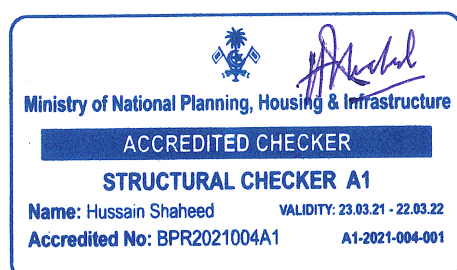 Ministry of National Planning, Housing & Infrastructure
ACCREDITED CHECKER
STRUCTURAL CHECKER A1
Name: Hussain Shaheed VALIDITY: 23.03.21 - 22.03.22
Accredited No: BPR2021004A1 A1-2021-004-001